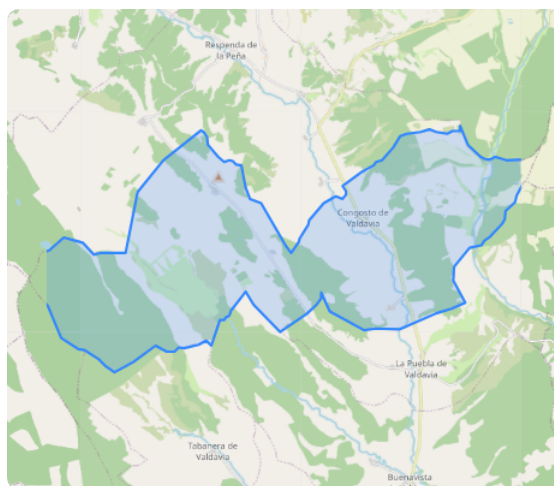 Respenda de
la Peña
Congosto de
Valdavia
La Puebla de
Valdavia
Tabanera de
Valdavia
Buenavista